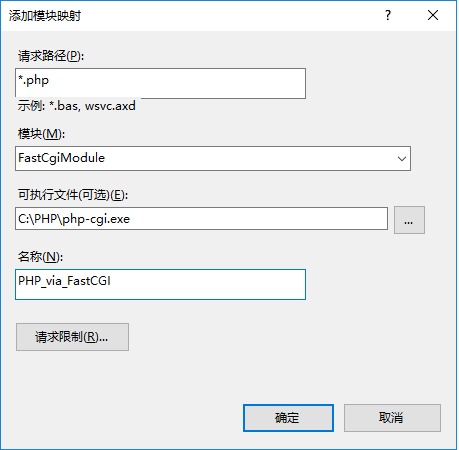 添加模块映射
请求路径(P):
*.php
示例: *.bas, wsvc.axd
模块(M):
FastCgiModule
可执行文件(可选)(E):
C:\PHP\php-cgi.exe
...
名称(N):
PHP_via_FastCGI
请求限制(R)...
确定
取消